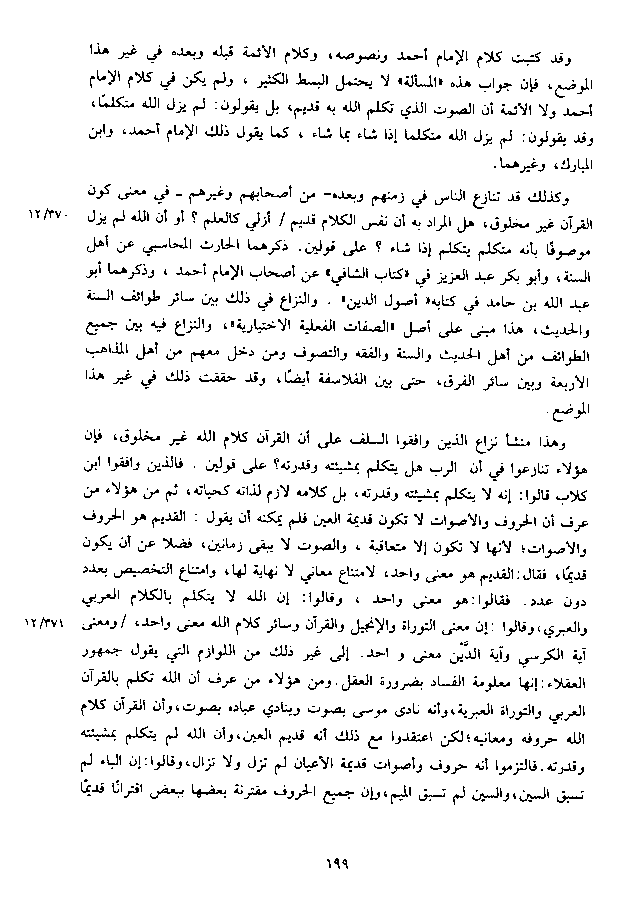 وقد كتبت كلام الإمام أحمد ونصوصه، وكلام الأئمة قبله وبعده في غير هذا
الموضع، فإن جواب هذه «المسألة» لا يحتمل البسط الكثير ، ولم يكن في كلام الإمام
أحمد ولا الأئمة أن الصوت الذي تكلم الله به قديم، بل يقولون: لم يزل الله متكلمًا،
وقد يقولون: لم يزل الله متكلما إذا شاء بما شاء ، كما يقول ذلك الإمام أحمد، وابن
المبارك، وغيرهما.
وكذلك قد تنازع الناس في زمنهم وبعده- من أصحابهم وغيرهم - في معنى كون
القرآن غير مخلوق، هل المراد به أن نفس الكلام قديم / أزلي كالعلم ؟ أو أن الله لم يزل
١٢/٣٧٠
موصوفًا بأنه متكلم يتكلم إذا شاء ؟ على قولين. ذكرهما الحارث المحاسبي عن أهل
السنة، وأبو بكر عبد العزيز في «كتاب الشافي» عن أصحاب الإمام أحمد ، وذكرهما أبو
عبد الله بن حامد في كتابه« أصول الدين» . والنزاع في ذلك بين سائر طوائف السنة
والحديث، هذا مبنى على أصل «الصفات الفعلية الاختيارية»، والنزاع فيه بين جميع
الطوائف من أهل الحديث والسنة والفقه والتصوف ومن دخل معهم من أهل المذاهب
الأربعة وبين سائر الفرق، حتى بين الفلاسفة أيضًا، وقد حققت ذلك في غير هذا
الموضع.
وهذا منشأ نزاع الذين وافقوا السلف على أن القرآن كلام الله غير مخلوق، فإن
هؤلاء تنازعوا في أن الرب هل يتكلم بمشيئته وقدرته؟ على قولين . فالذين وافقوا ابن
كلاب قالوا: إنه لا يتكلم بمشيئته وقدرته، بل كلامه لازم لذاته كحياته، ثم من هؤلاء من
عرف أن الحروف والأصوات لا تكون قديمة العين فلم يمكنه أن يقول : القديم هو الحروف
والأصوات؛ لأنها لا تكون إلا متعاقبة ، والصوت لا يبقى زمانين، فضلا عن أن يكون
قديمًا، فقال: القديم هو معنى واحد، لامتناع معاني لا نهاية لها، وامتناع التخصيص بعدد
دون عدد. فقالوا: هو معنى واحد ، وقالوا: إن الله لا يتكلم بالكلام العربي
والعبري، وقالوا : إن معنى التوراة والإنجيل والقرآن وسائر كلام الله معنى واحد، / ومعنى
١٢/٣٧١
آية الكرسي وآية الدَّيْن معنى و احد. إلى غير ذلك من اللوازم التي يقول جمهور
العقلاء: إنها معلومة الفساد بضرورة العقل. ومن هؤلاء من عرف أن الله تكلم بالقرآن
العربي والتوراة العبرية، وأنه نادى موسى بصوت وينادي عباده بصوت، وأن القرآن كلام
الله حروفه ومعانيه؛ لكن اعتقدوا مع ذلك أنه قديم العين، وأن الله لم يتكلم بمشيئته
وقدرته. فالتزموا أنه حروف وأصوات قديمة الأعيان لم تزل ولا تزال، وقالوا: إن الباء لم
تسبق السين، والسين لم تسبق الميم، وإن جميع الحروف مقترنة بعضها ببعض اقترانًا قديمًا
١٩٩